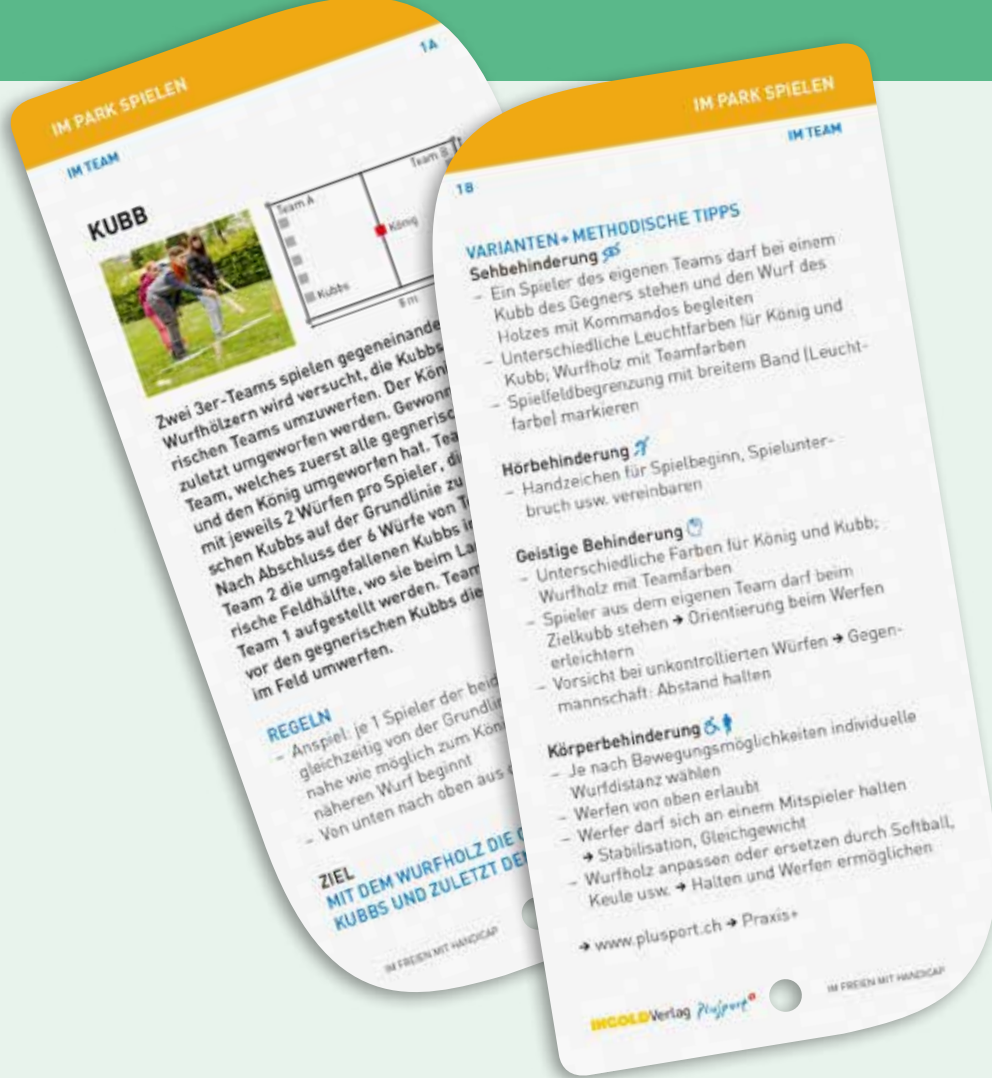 IM PARK SPIELEN
1A
IM TEAM
KUBB
Team A
Team B
König
Kubbs
8 m
Zwei 3er-Teams spielen gegeneinande
Wurfhölzern wird versucht, die Kubbs
rischen Teams umzuwerfen. Der Kön
zuletzt umgeworfen werden. Gewonn
Team, welches zuerst alle gegnerisc
und den König umgeworfen hat. Tea
mit jeweils 2 Würfen pro Spieler, di
schen Kubbs auf der Grundlinie zu
Nach Abschluss der 6 Würfe von T
Team 2 die umgefallenen Kubbs i
rische Feldhälfte, wo sie beim La
Team 1 aufgestellt werden. Team
vor den gegnerischen Kubbs die
im Feld umwerfen.
REGELN
– Anspiel: je 1 Spieler der beid
gleichzeitig von der Grundlin
nahe wie möglich zum Kön
näheren Wurf beginnt
– Von unten nach oben aus
ZIEL
MIT DEM WURFHOLZ DIE
KUBBS UND ZULETZT DE
IM FREIEN MIT HANDICAP
IM PARK SPIELEN
IM TEAM
1B
VARIANTEN+ METHODISCHE TIPPS
Sehbehinderung
– Ein Spieler des eigenen Teams darf bei einem
Kubb des Gegners stehen und den Wurf des
Holzes mit Kommandos begleiten
– Unterschiedliche Leuchtfarben für König und
Kubb; Wurfholz mit Teamfarben
– Spielfeldbegrenzung mit breitem Band (Leucht-
farbe) markieren
Hörbehinderung
– Handzeichen für Spielbeginn, Spielunter-
bruch usw. vereinbaren
Geistige Behinderung
– Unterschiedliche Farben für König und Kubb;
Wurfholz mit Teamfarben
– Spieler aus dem eigenen Team darf beim
Zielkubb stehen → Orientierung beim Werfen
erleichtern
– Vorsicht bei unkontrollierten Würfen → Gegen-
mannschaft: Abstand halten
Körperbehinderung
– Je nach Bewegungsmöglichkeiten individuelle
Wurfdistanz wählen
– Werfen von oben erlaubt
– Werfer darf sich an einem Mitspieler halten
→ Stabilisation, Gleichgewicht
– Wurfholz anpassen oder ersetzen durch Softball,
Keule usw. → Halten und Werfen ermöglichen
→ www.plusport.ch → Praxis+
INGOLDVerlag Plusport
IM FREIEN MIT HANDICAP